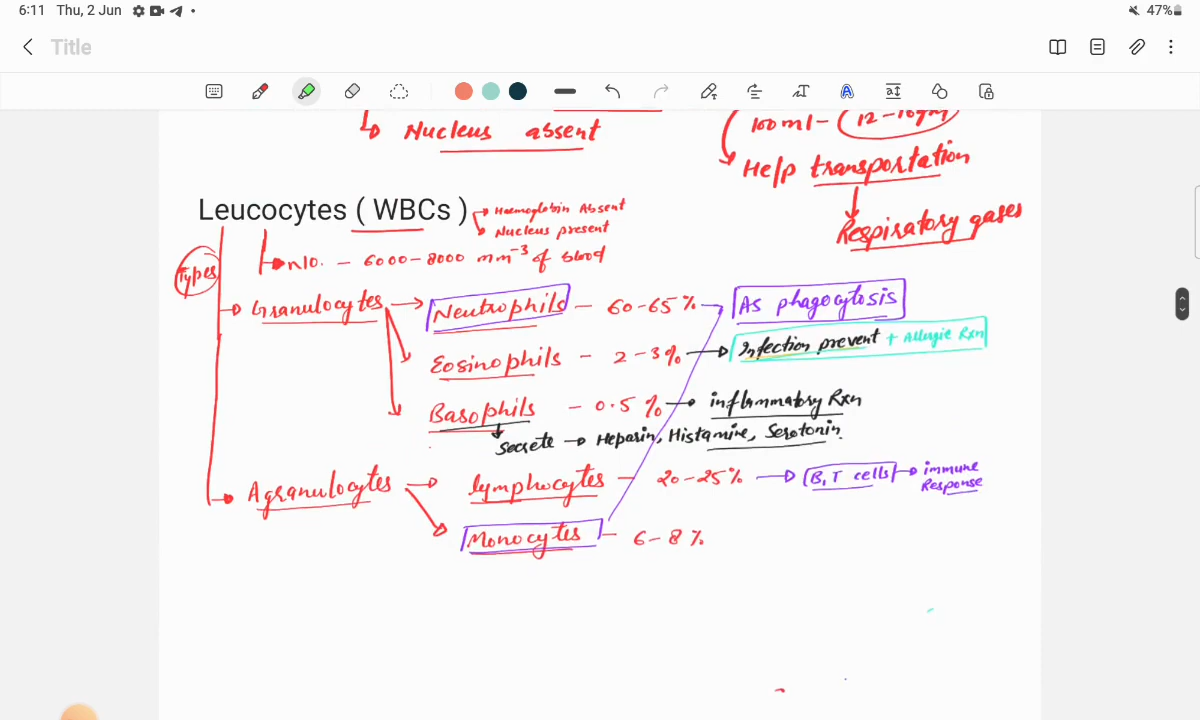 6:11 Thu, 2 Jun
47%
Title
Nucleus absent
100ml - 12-16gm
Help transportation
Respiratory gases
Leucocytes ( WBCs )
Haemoglobin Absent
Nucleus present
Types
no. - 6000-8000 mm⁻³ of blood
Granulocytes
Neutrophils - 60-65 %
As phagocytosis
Eosinophils - 2-3%
Infection prevent + Allergic Rxn
Basophils - 0.5 %
inflammatory Rxn
Secrete → Heparin, Histamine, Serotonin.
Agranulocytes
lymphocytes - 20-25%
B, T cells
immune
Response
Monocytes - 6-8 %